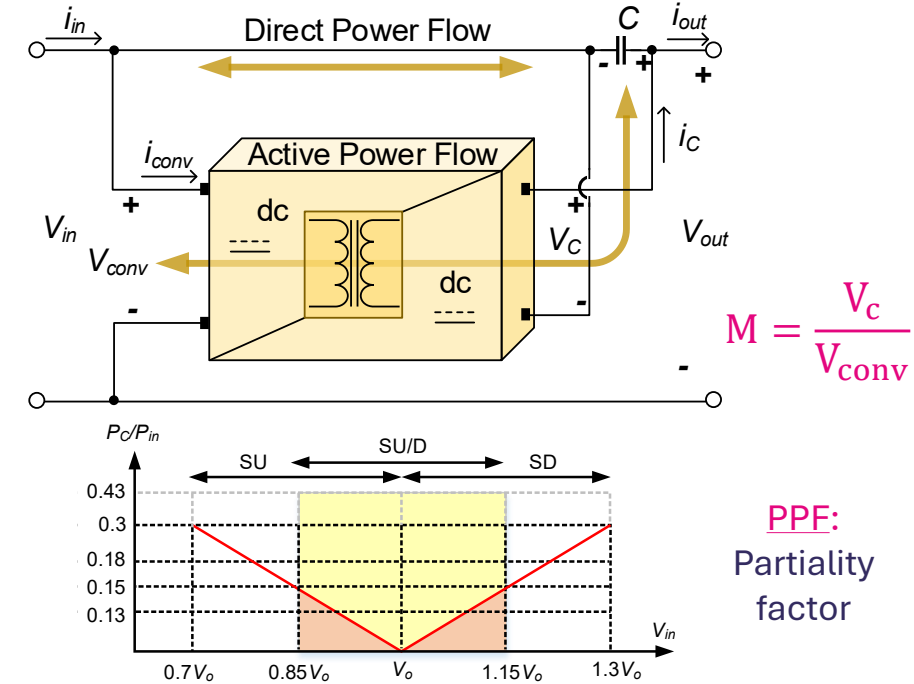 i_in
Direct Power Flow
C
i_out
- +
+
i_conv
Active Power Flow
i_C
+
dc
+
V_in
V_conv
V_C
V_out
dc
-
-
-
M = V_c / V_conv
P_C/P_in
SU/D
SU
SD
0.43
0.3
0.18
0.15
0.13
V_in
0.7V_o
0.85V_o
V_o
1.15V_o
1.3V_o
PPF:
Partiality
factor